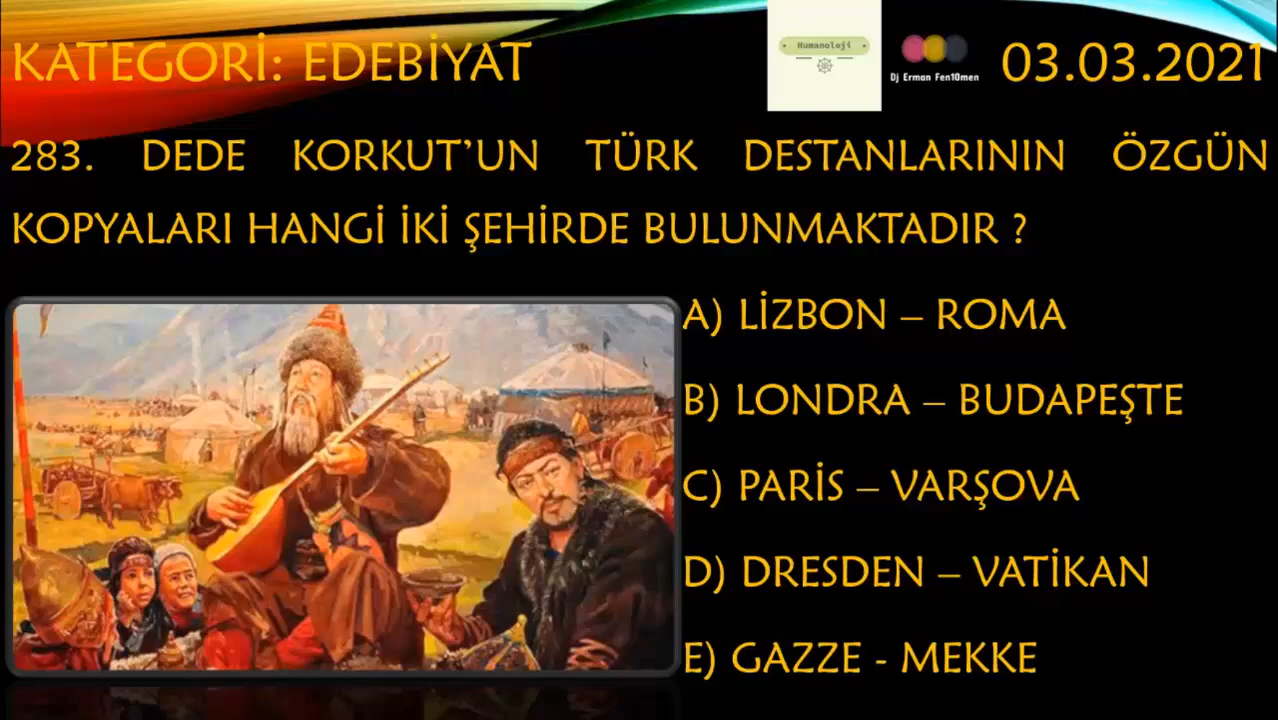 KATEGORİ: EDEBİYAT
Humanoloji
Dj Erman Fen10men
03.03.2021
283. DEDE KORKUT’UN TÜRK DESTANLARININ ÖZGÜN
KOPYALARI HANGİ İKİ ŞEHİRDE BULUNMAKTADIR ?
A) LİZBON – ROMA
B) LONDRA – BUDAPEŞTE
C) PARİS – VARŞOVA
D) DRESDEN – VATİKAN
E) GAZZE - MEKKE